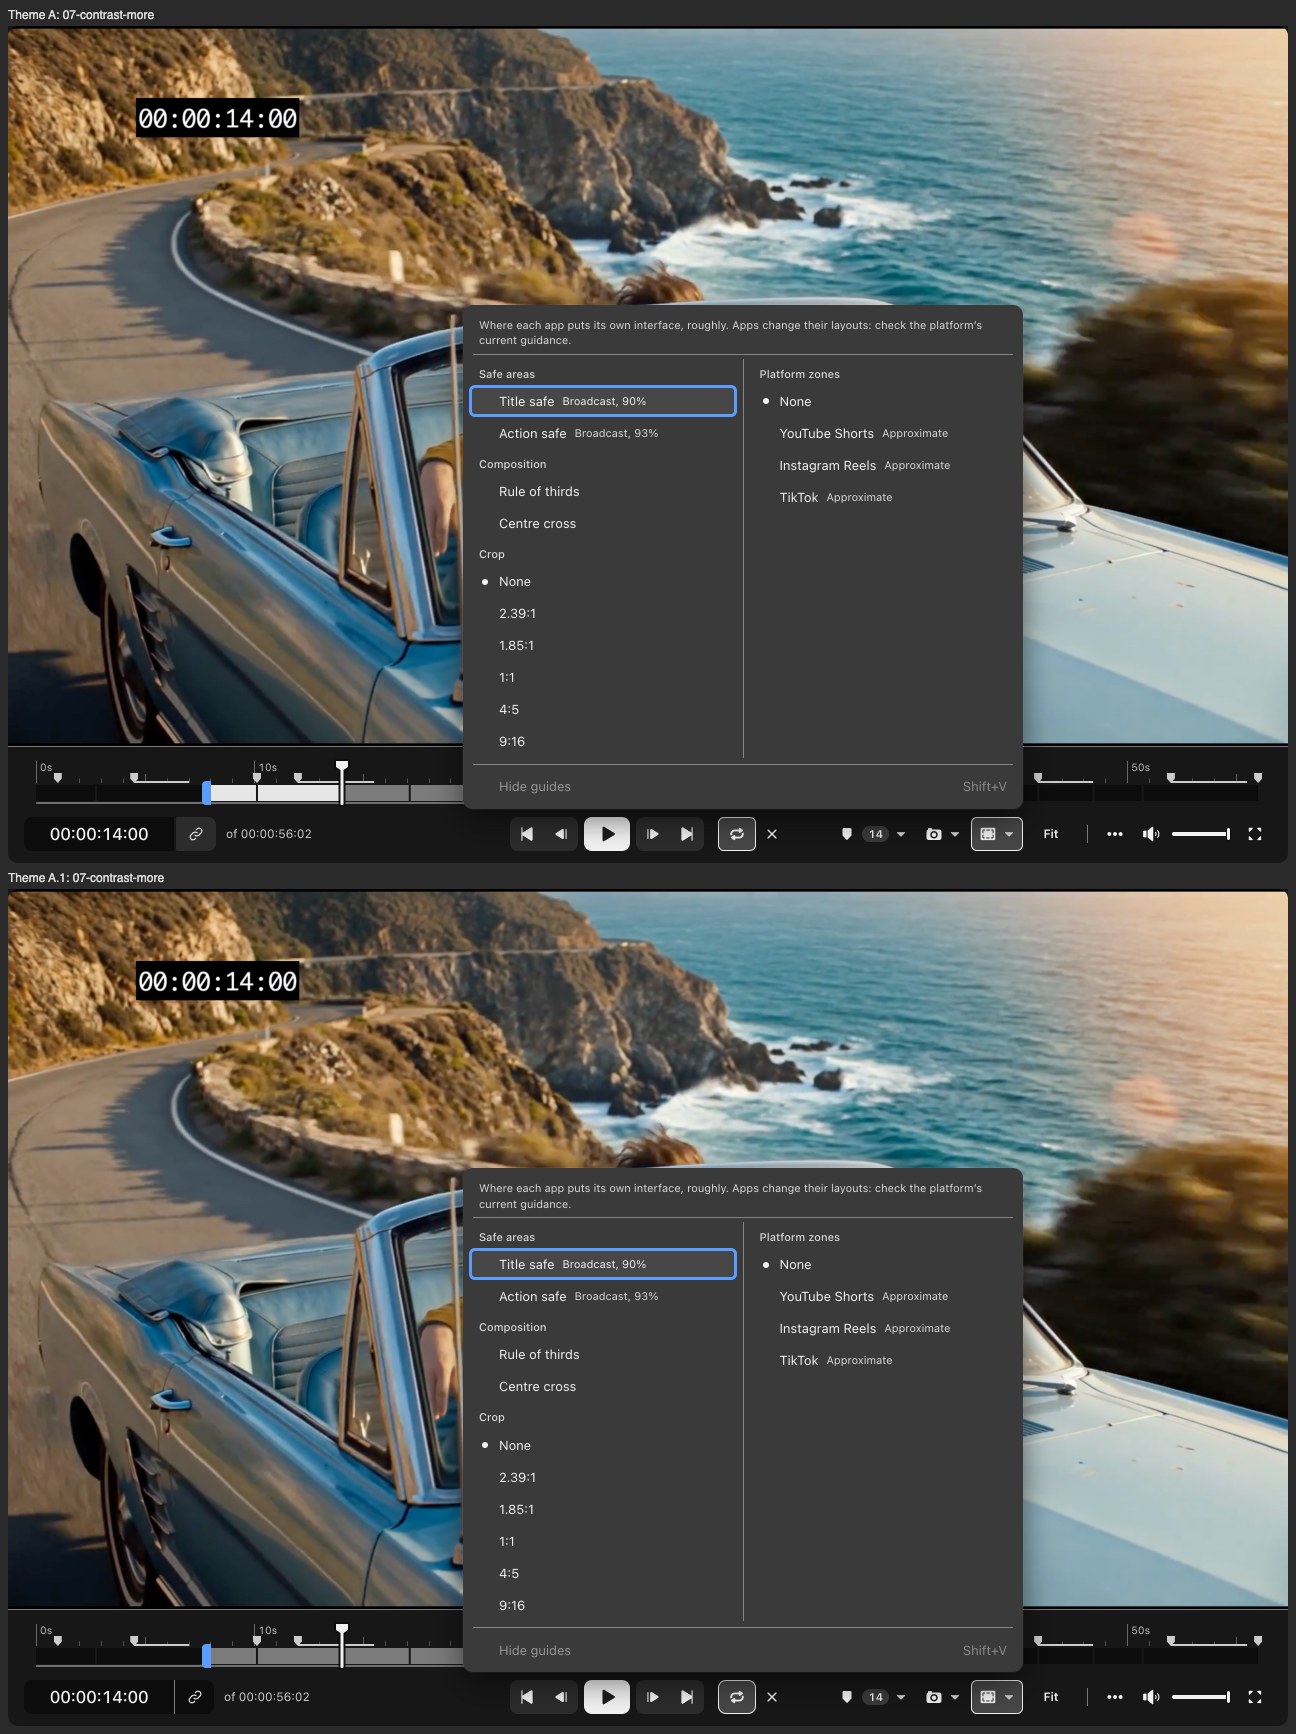 Theme A: 07-contrast-more
00:00:14:00
Where each app puts its own interface, roughly. Apps change their layouts: check the platform's
current guidance.
Safe areas
Title safe Broadcast, 90%
Action safe Broadcast, 93%
Composition
Rule of thirds
Centre cross
Crop
None
2.39:1
1.85:1
1:1
4:5
9:16
Platform zones
None
YouTube Shorts Approximate
Instagram Reels Approximate
TikTok Approximate
Hide guides Shift+V
0s 10s 50s
00:00:14:00 of 00:00:56:02 14 Fit
Theme A.1: 07-contrast-more
00:00:14:00
Where each app puts its own interface, roughly. Apps change their layouts: check the platform's
current guidance.
Safe areas
Title safe Broadcast, 90%
Action safe Broadcast, 93%
Composition
Rule of thirds
Centre cross
Crop
None
2.39:1
1.85:1
1:1
4:5
9:16
Platform zones
None
YouTube Shorts Approximate
Instagram Reels Approximate
TikTok Approximate
Hide guides Shift+V
0s 10s 50s
00:00:14:00 of 00:00:56:02 14 Fit